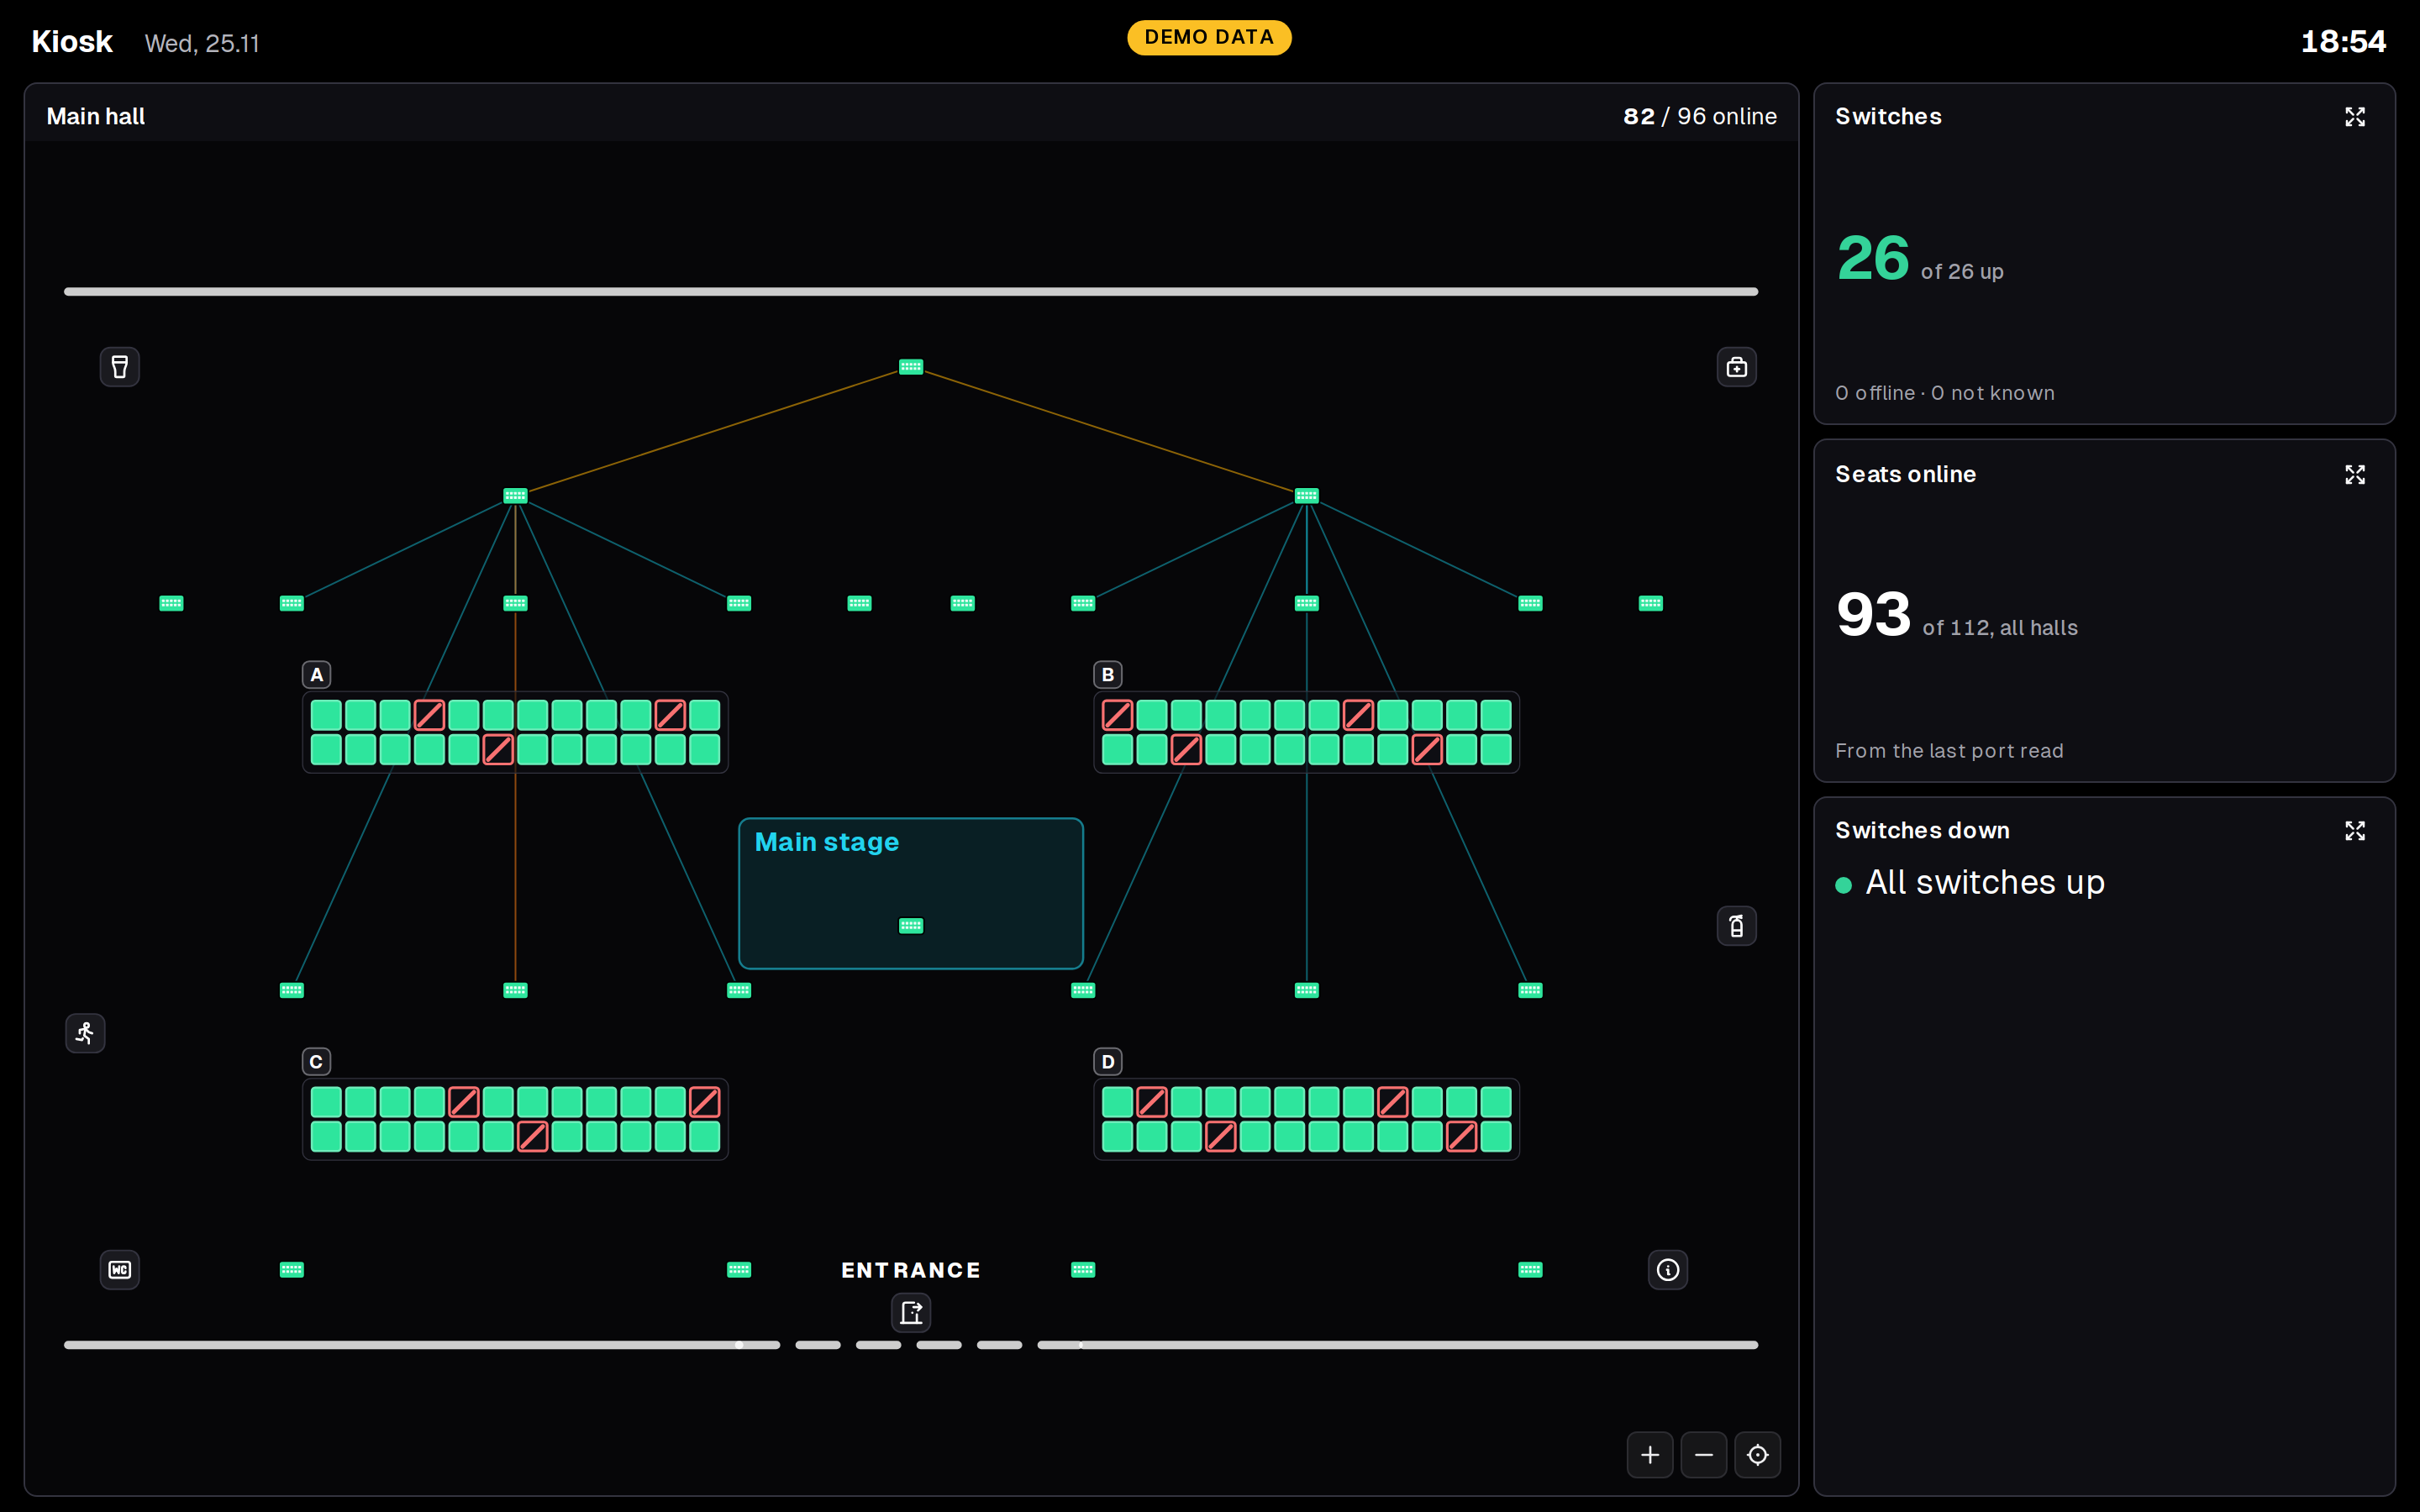 Kiosk Wed, 25.11 DEMO DATA 18:54
Main hall 82 / 96 online
A B
Main stage
C D
WC ENTRANCE
Switches
26 of 26 up
0 offline · 0 not known
Seats online
93 of 112, all halls
From the last port read
Switches down
All switches up